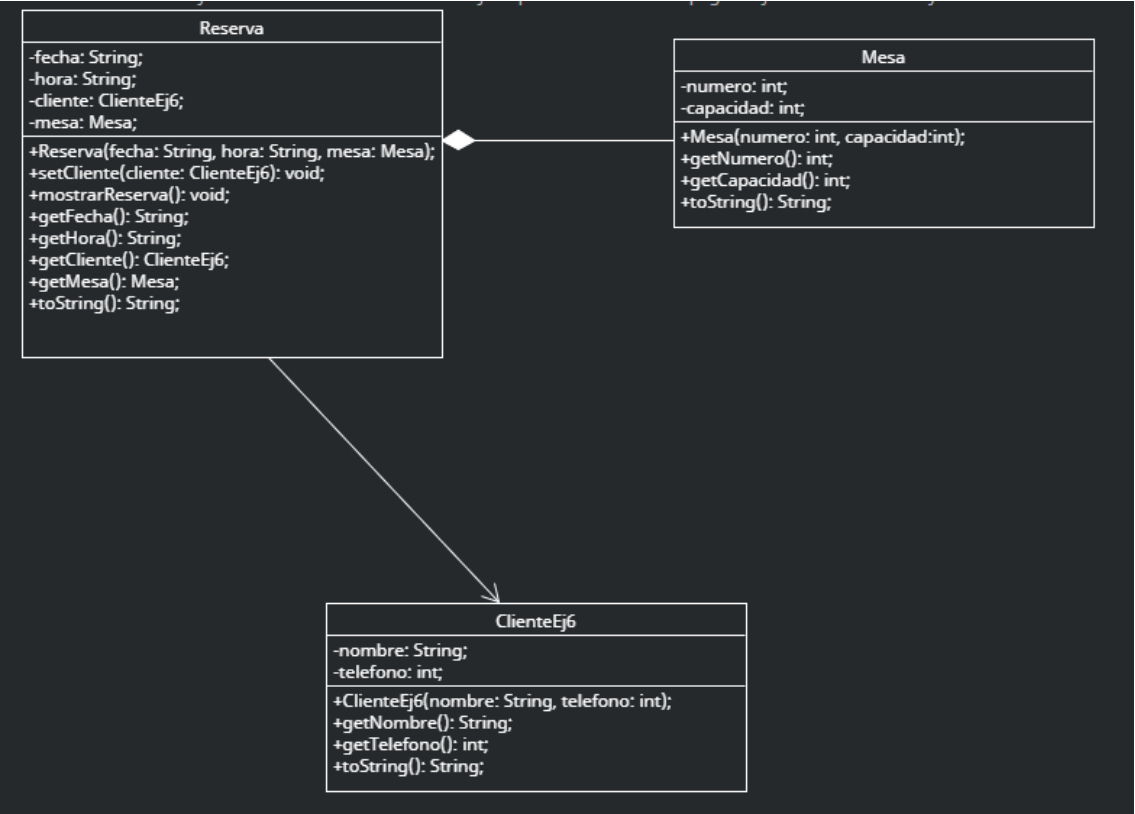 Reserva
-fecha: String;
-hora: String;
-cliente: ClienteEj6;
-mesa: Mesa;
+Reserva(fecha: String, hora: String, mesa: Mesa);
+setCliente(cliente: ClienteEj6): void;
+mostrarReserva(): void;
+getFecha(): String;
+getHora(): String;
+getCliente(): ClienteEj6;
+getMesa(): Mesa;
+toString(): String;
Mesa
-numero: int;
-capacidad: int;
+Mesa(numero: int, capacidad:int);
+getNumero(): int;
+getCapacidad(): int;
+toString(): String;
ClienteEj6
-nombre: String;
-telefono: int;
+ClienteEj6(nombre: String, telefono: int);
+getNombre(): String;
+getTelefono(): int;
+toString(): String;